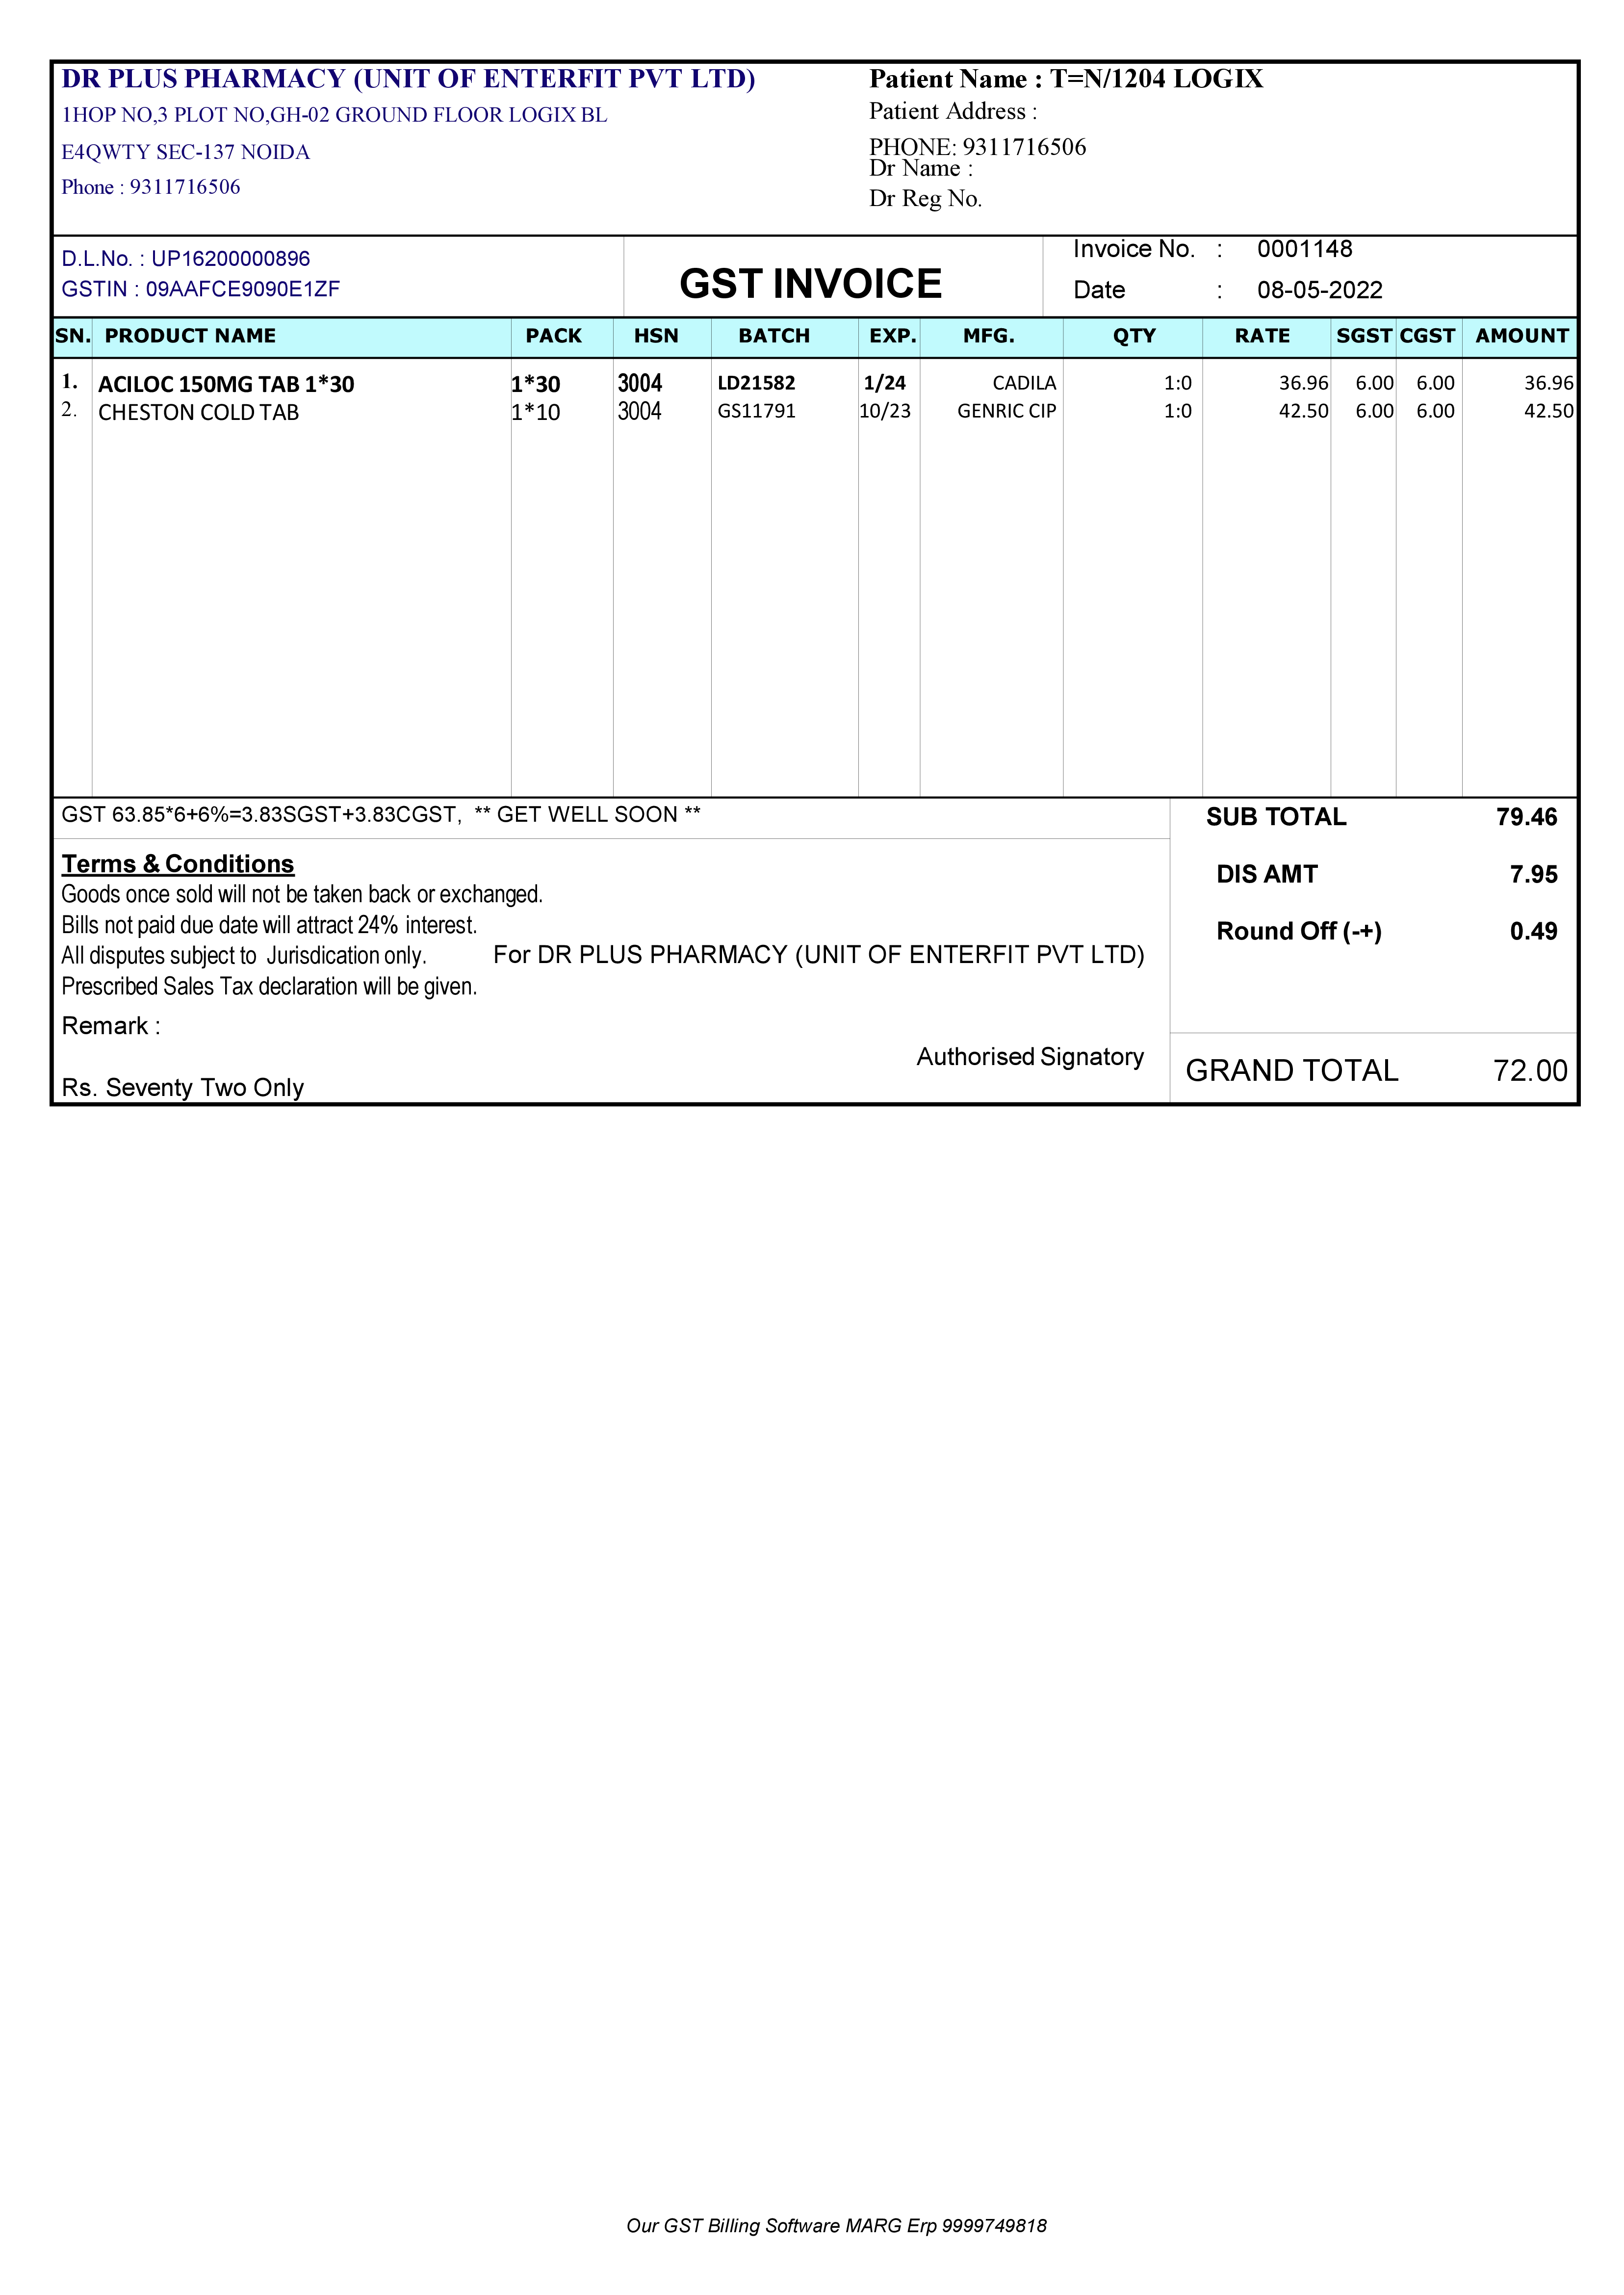 DR PLUS PHARMACY (UNIT OF ENTERFIT PVT LTD)
1HOP NO,3 PLOT NO,GH-02 GROUND FLOOR LOGIX BL
E4QWTY SEC-137 NOIDA
Phone : 9311716506
Patient Name : T=N/1204 LOGIX
Patient Address :
PHONE: 9311716506
Dr Name :
Dr Reg No.
D.L.No. : UP16200000896
GSTIN : 09AAFCE9090E1ZF
GST INVOICE
Invoice No. : 0001148
Date : 08-05-2022
SN. PRODUCT NAME PACK HSN BATCH EXP. MFG. QTY RATE SGST CGST AMOUNT
1. ACILOC 150MG TAB 1*30 1*30 3004 LD21582 1/24 CADILA 1:0 36.96 6.00 6.00 36.96
2. CHESTON COLD TAB 1*10 3004 GS11791 10/23 GENRIC CIP 1:0 42.50 6.00 6.00 42.50
GST 63.85*6+6%=3.83SGST+3.83CGST, ** GET WELL SOON **
Terms & Conditions
Goods once sold will not be taken back or exchanged.
Bills not paid due date will attract 24% interest.
All disputes subject to Jurisdication only.
Prescribed Sales Tax declaration will be given.
For DR PLUS PHARMACY (UNIT OF ENTERFIT PVT LTD)
Remark :
Authorised Signatory
Rs. Seventy Two Only
SUB TOTAL 79.46
DIS AMT 7.95
Round Off (-+) 0.49
GRAND TOTAL 72.00
Our GST Billing Software MARG Erp 9999749818